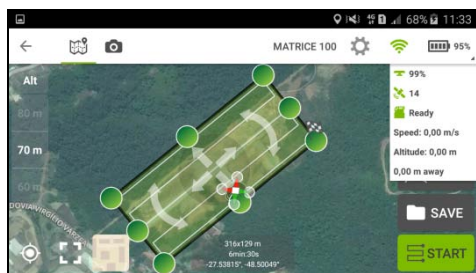 68% 11:33
MATRICE 100
95%
Alt
80 m
70 m
60 m
99%
14
Ready
Speed: 0,00 m/s
Altitude: 0,00 m
0,00 m away
316x129 m
6min:30s
-27.53815°, -48.50049°
SAVE
START